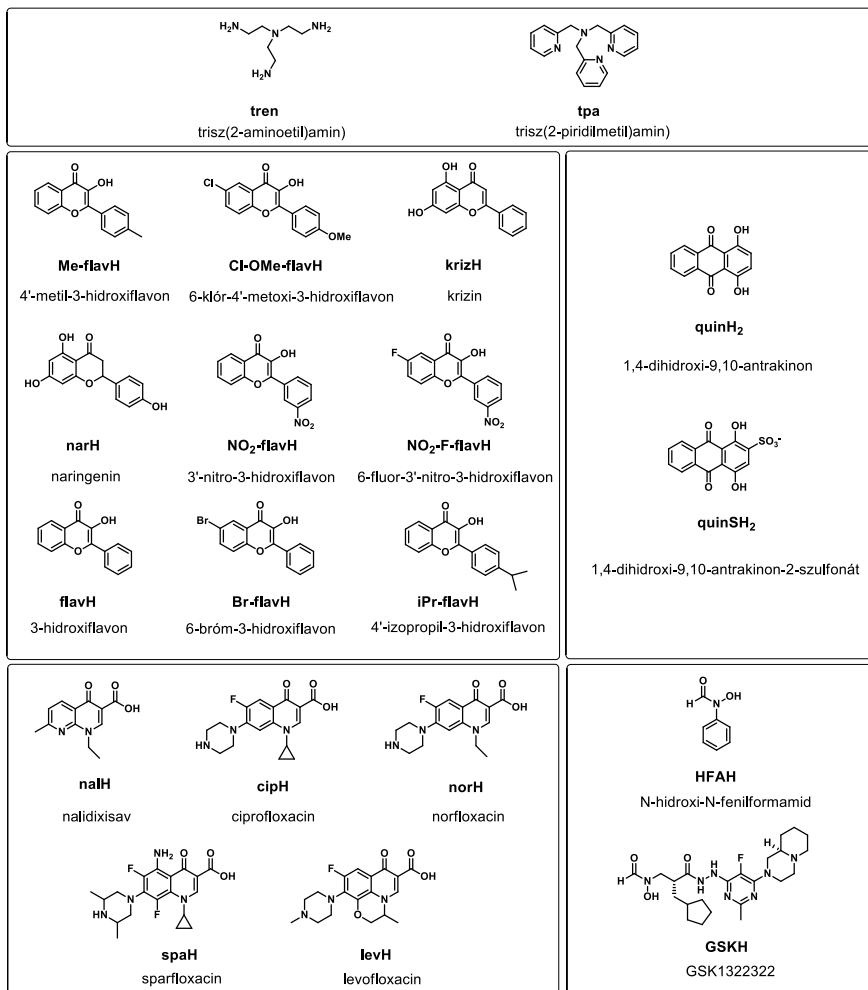 H₂N
NH₂
N
H₂N
tren
trisz(2-aminoetil)amin)
N
N
N
N
tpa
trisz(2-piridilmetil)amin)
O
OH
O
Me-flavH
4'-metil-3-hidroxiflavon
Cl
O
OH
O
OMe
Cl-OMe-flavH
6-klór-4'-metoxi-3-hidroxiflavon
OH
O
HO
O
krizH
krizin
OH
O
HO
O
OH
narH
naringenin
O
OH
O
NO₂
NO₂-flavH
3'-nitro-3-hidroxiflavon
F
O
OH
O
NO₂
NO₂-F-flavH
6-fluor-3'-nitro-3-hidroxiflavon
O
OH
O
flavH
3-hidroxiflavon
Br
O
OH
O
Br-flavH
6-bróm-3-hidroxiflavon
O
OH
O
iPr-flavH
4'-izopropil-3-hidroxiflavon
O
OH
O
OH
quinH₂
1,4-dihidroxi-9,10-antrakinon
O
OH
SO₃⁻
O
OH
quinSH₂
1,4-dihidroxi-9,10-antrakinon-2-szulfonát
O
O
OH
N
N
nalH
nalidixisav
F
O
O
OH
N
HN
N
cipH
ciprofloxacin
F
O
O
OH
N
HN
N
norH
norfloxacin
NH₂
O
O
F
OH
N
N
HN
F
spaH
sparfloxacin
F
O
O
OH
N
N
N
O
levH
levofloxacin
O
H
N
OH
HFAH
N-hidroxi-N-fenilformamid
H
N
O
O
H
N
F
H
N
N
N
OH
N
H
N
N
GSKH
GSK1322322